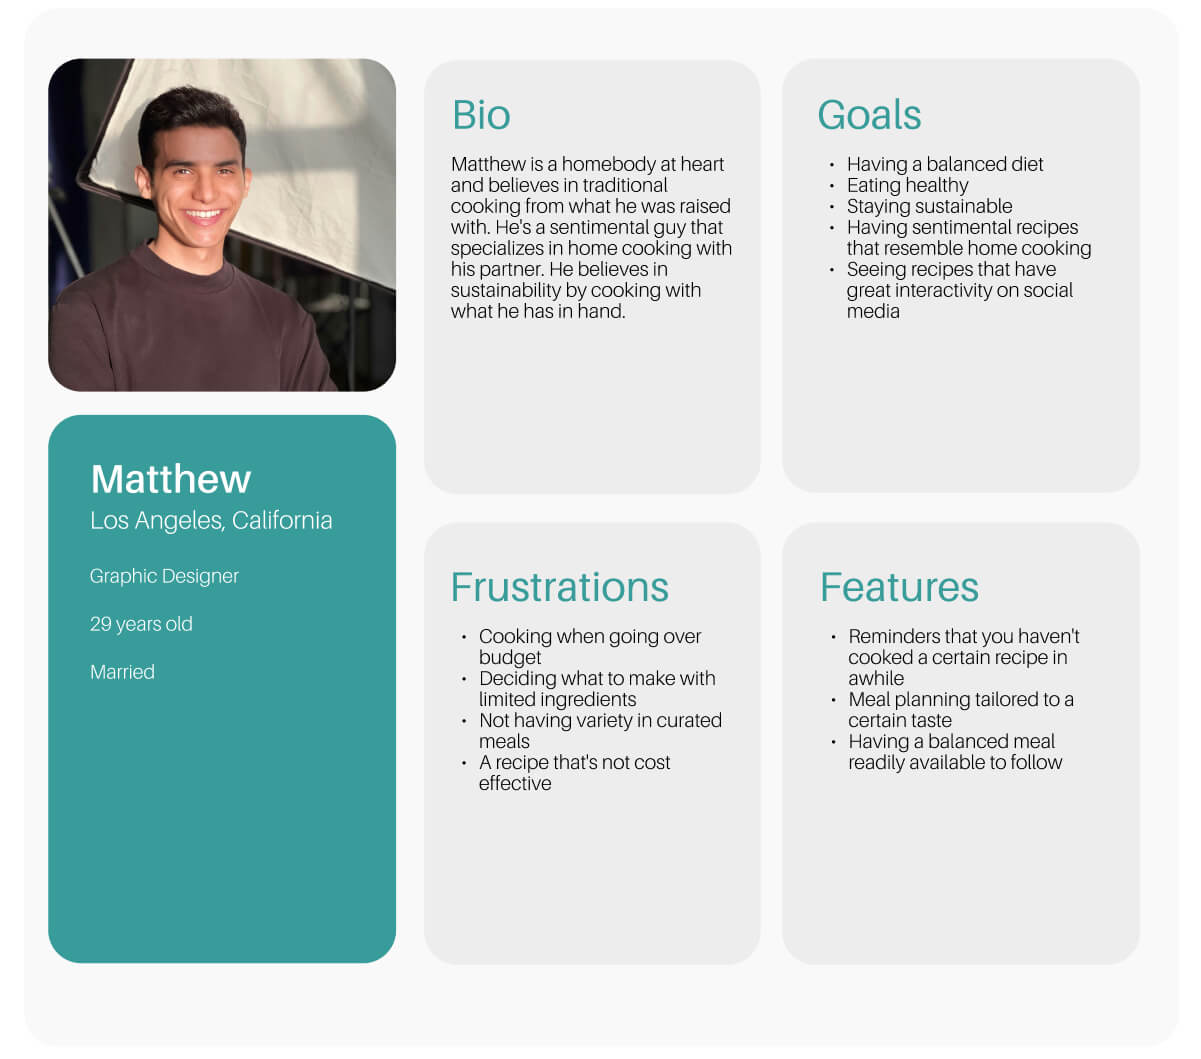 Matthew
Los Angeles, California
Graphic Designer
29 years old
Married
Bio
Matthew is a homebody at heart
and believes in traditional
cooking from what he was raised
with. He's a sentimental guy that
specializes in home cooking with
his partner. He believes in
sustainability by cooking with
what he has in hand.
Goals
• Having a balanced diet
• Eating healthy
• Staying sustainable
• Having sentimental recipes
that resemble home cooking
• Seeing recipes that have
great interactivity on social
media
Frustrations
• Cooking when going over
budget
• Deciding what to make with
limited ingredients
• Not having variety in curated
meals
• A recipe that's not cost
effective
Features
• Reminders that you haven't
cooked a certain recipe in
awhile
• Meal planning tailored to a
certain taste
• Having a balanced meal
readily available to follow